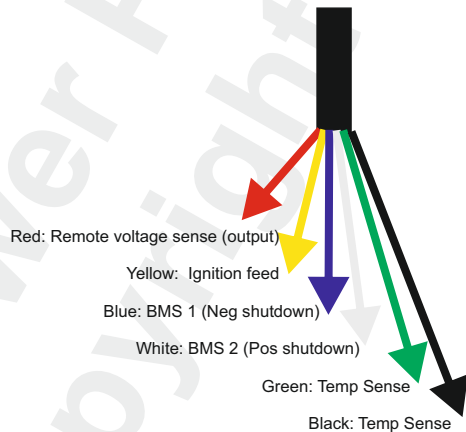 Red: Remote voltage sense (output)
Yellow: Ignition feed
Blue: BMS 1 (Neg shutdown)
White: BMS 2 (Pos shutdown)
Green: Temp Sense
Black: Temp Sense